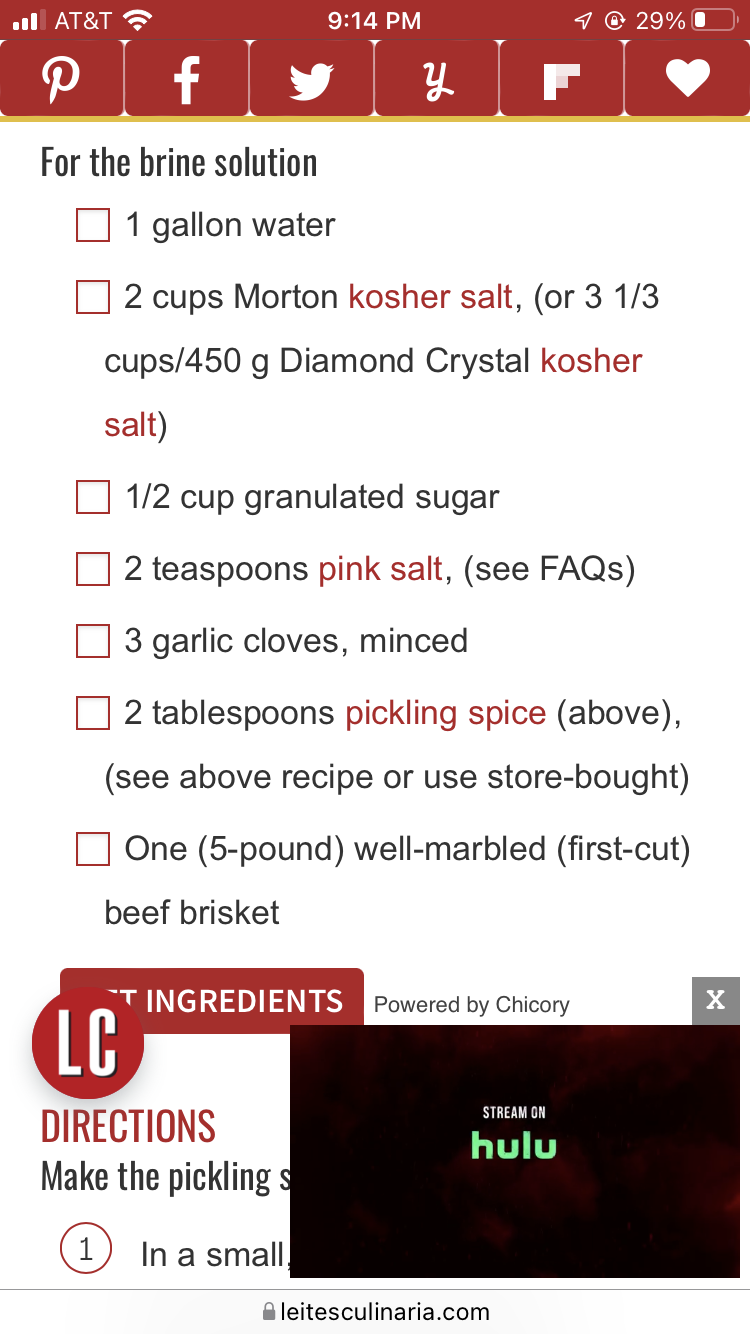 AT&T 9:14 PM 29%
For the brine solution
1 gallon water
2 cups Morton kosher salt, (or 3 1/3
cups/450 g Diamond Crystal kosher
salt)
1/2 cup granulated sugar
2 teaspoons pink salt, (see FAQs)
3 garlic cloves, minced
2 tablespoons pickling spice (above),
(see above recipe or use store-bought)
One (5-pound) well-marbled (first-cut)
beef brisket
T INGREDIENTS Powered by Chicory X
LC
STREAM ON
hulu
DIRECTIONS
Make the pickling s
1 In a small,
leitesculinaria.com